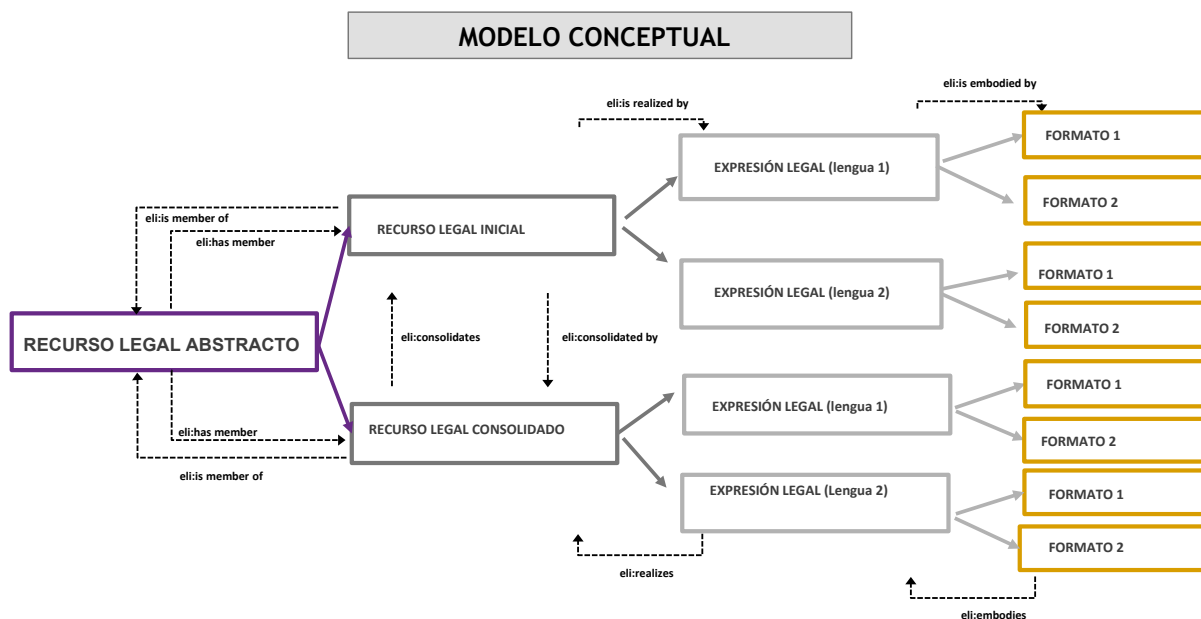 MODELO CONCEPTUAL
eli:is embodied by
eli:is realized by
FORMATO 1
EXPRESIÓN LEGAL (lengua 1)
FORMATO 2
eli:is member of
RECURSO LEGAL INICIAL
eli:has member
FORMATO 1
EXPRESIÓN LEGAL (lengua 2)
FORMATO 2
eli:consolidates
eli:consolidated by
RECURSO LEGAL ABSTRACTO
FORMATO 1
EXPRESIÓN LEGAL (lengua 1)
RECURSO LEGAL CONSOLIDADO
eli:has member
FORMATO 2
eli:is member of
EXPRESIÓN LEGAL (Lengua 2)
FORMATO 1
FORMATO 2
eli:realizes
eli:embodies